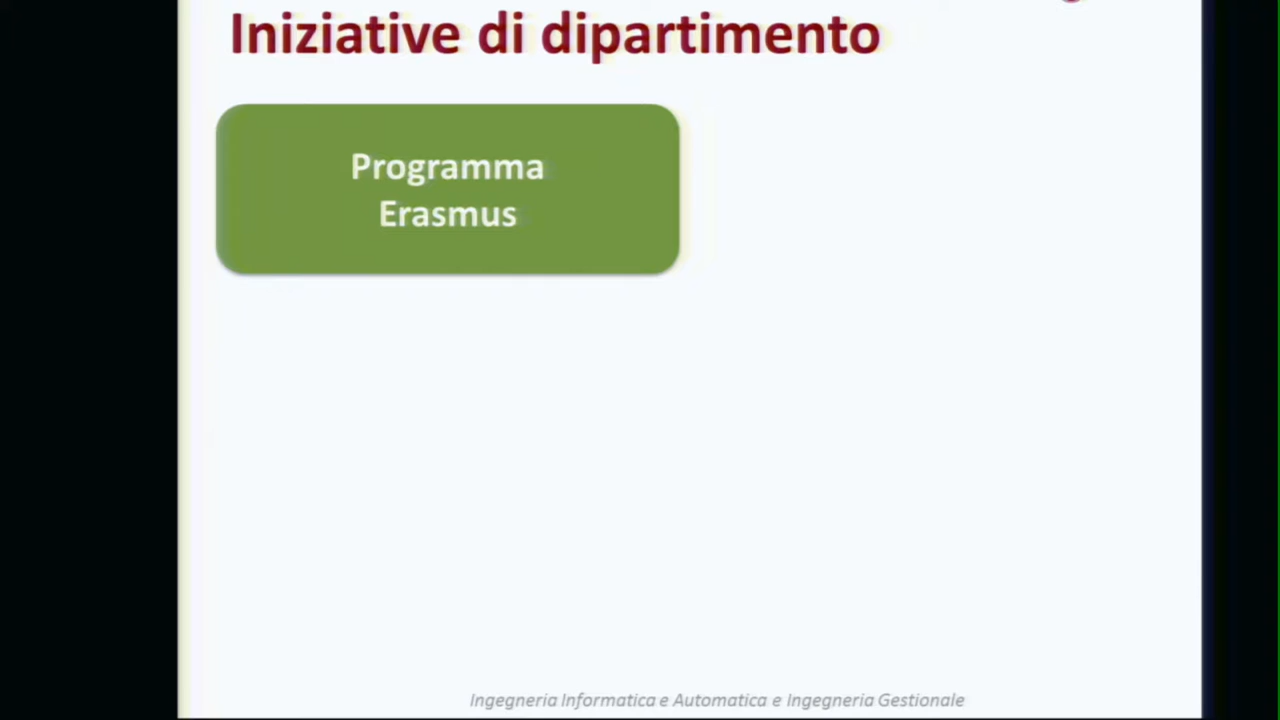 Iniziative di dipartimento
Programma
Erasmus
Ingegneria Informatica e Automatica e Ingegneria Gestionale